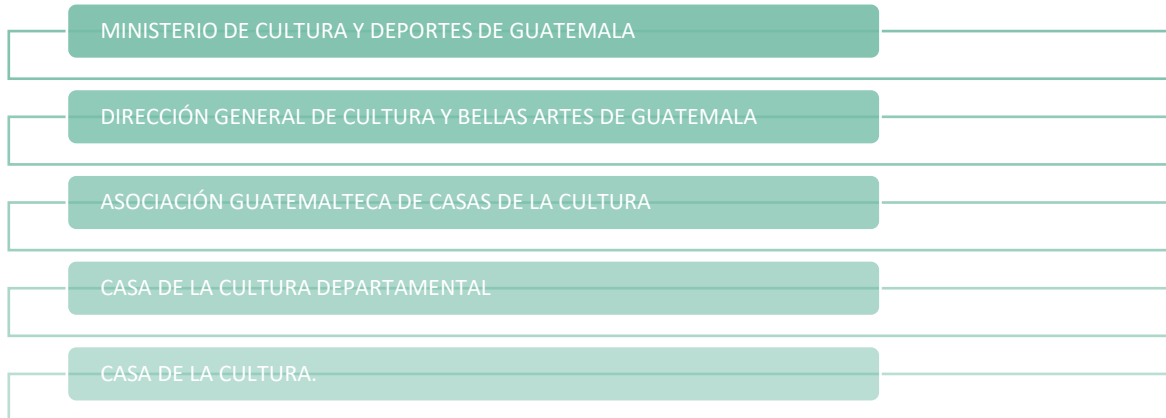 MINISTERIO DE CULTURA Y DEPORTES DE GUATEMALA
DIRECCIÓN GENERAL DE CULTURA Y BELLAS ARTES DE GUATEMALA
ASOCIACIÓN GUATEMALTECA DE CASAS DE LA CULTURA
CASA DE LA CULTURA DEPARTAMENTAL
CASA DE LA CULTURA.